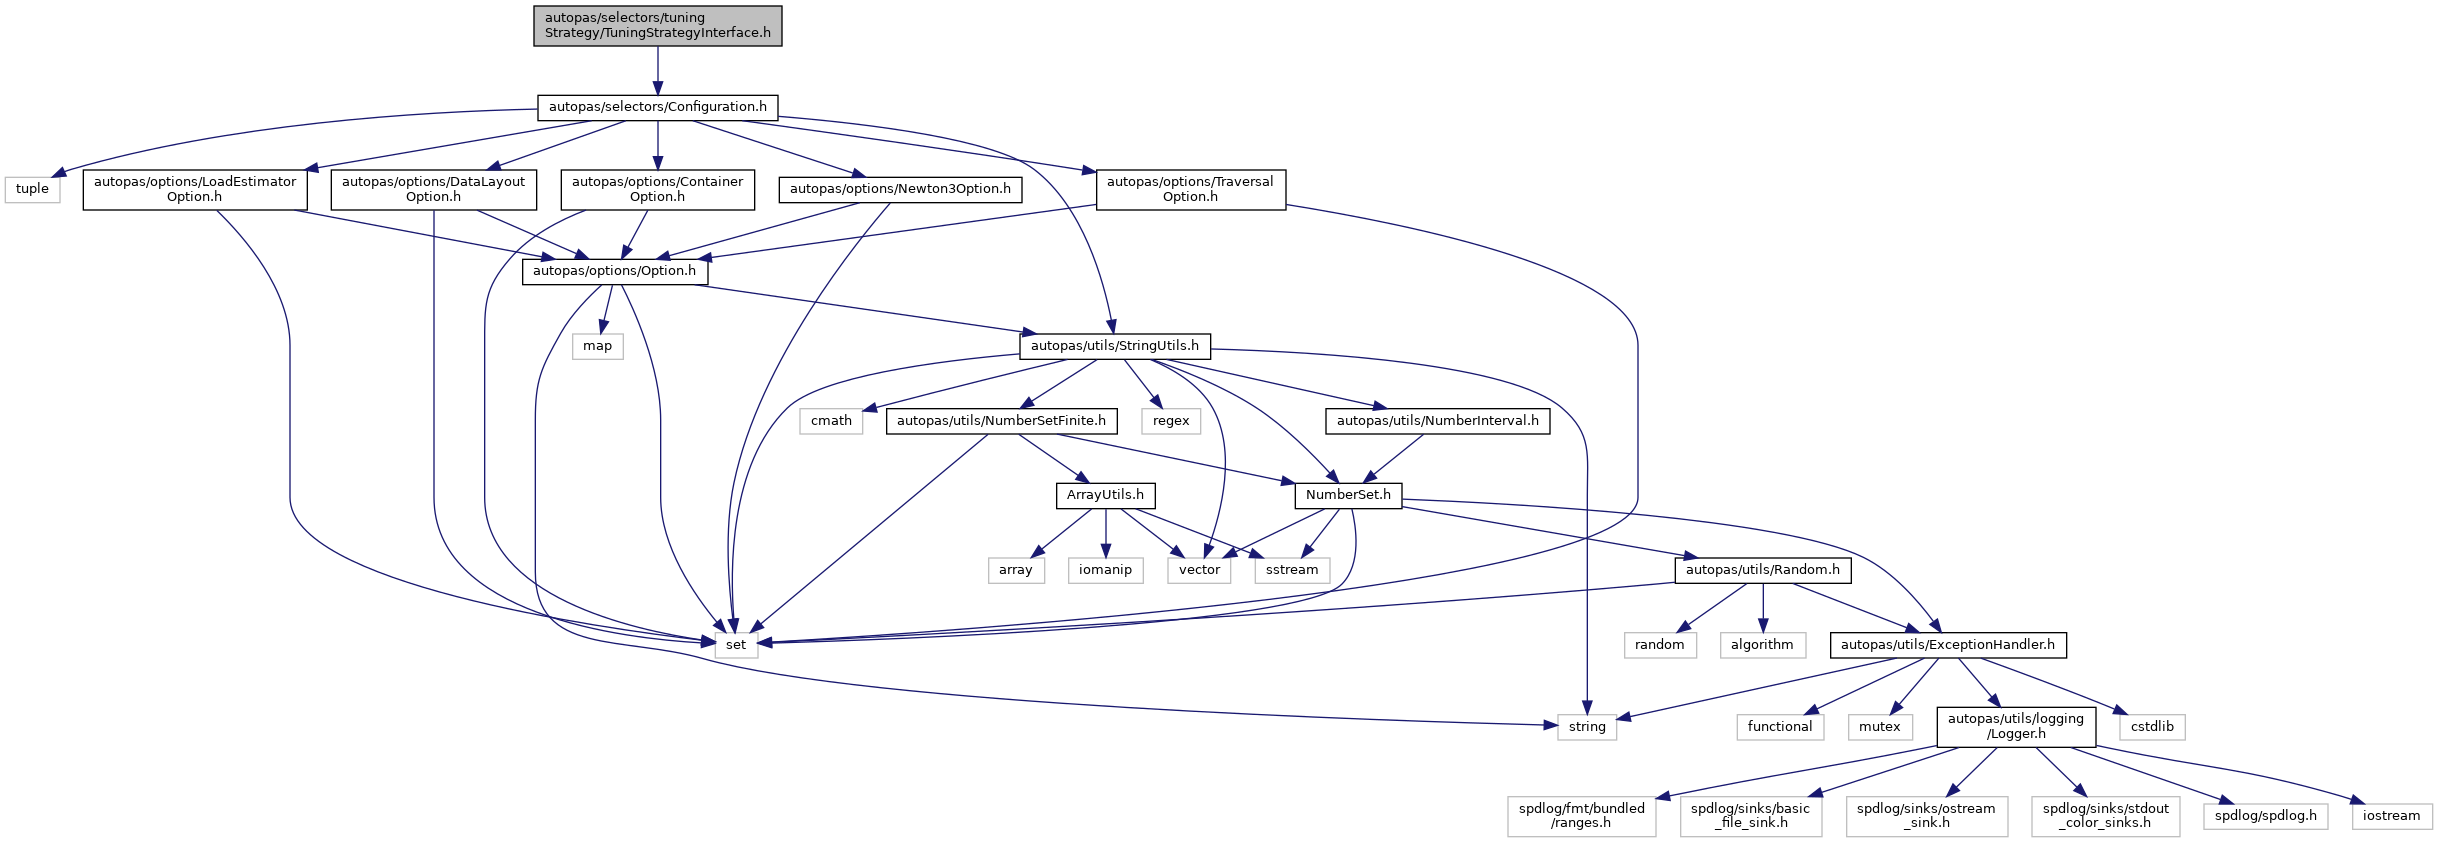 autopas/selectors/tuning
Strategy/TuningStrategyInterface.h
autopas/selectors/Configuration.h
tuple
autopas/options/LoadEstimator
Option.h
autopas/options/DataLayout
Option.h
autopas/options/Container
Option.h
autopas/options/Newton3Option.h
autopas/options/Traversal
Option.h
autopas/options/Option.h
map
autopas/utils/StringUtils.h
cmath
autopas/utils/NumberSetFinite.h
regex
autopas/utils/NumberInterval.h
ArrayUtils.h
NumberSet.h
array
iomanip
vector
sstream
autopas/utils/Random.h
set
random
algorithm
autopas/utils/ExceptionHandler.h
string
functional
mutex
autopas/utils/logging
/Logger.h
cstdlib
spdlog/fmt/bundled
/ranges.h
spdlog/sinks/basic
_file_sink.h
spdlog/sinks/ostream
_sink.h
spdlog/sinks/stdout
_color_sinks.h
spdlog/spdlog.h
iostream